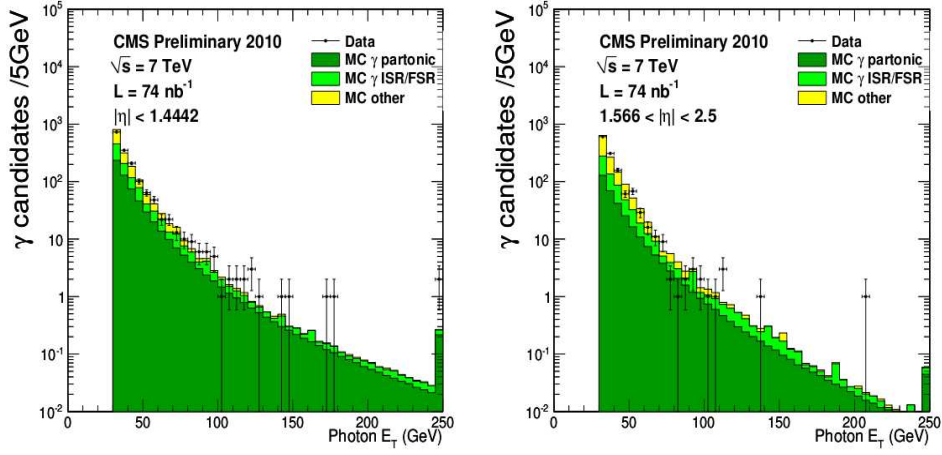 γ candidates /5GeV
10⁵
10⁴
10³
10²
10
1
10⁻¹
10⁻²
CMS Preliminary 2010
√s = 7 TeV
L = 74 nb⁻¹
|η| < 1.4442
Data
MC γ partonic
MC γ ISR/FSR
MC other
0 50 100 150 200 250
Photon E_T (GeV)
γ candidates /5GeV
10⁵
10⁴
10³
10²
10
1
10⁻¹
10⁻²
CMS Preliminary 2010
√s = 7 TeV
L = 74 nb⁻¹
1.566 < |η| < 2.5
Data
MC γ partonic
MC γ ISR/FSR
MC other
0 50 100 150 200 250
Photon E_T (GeV)